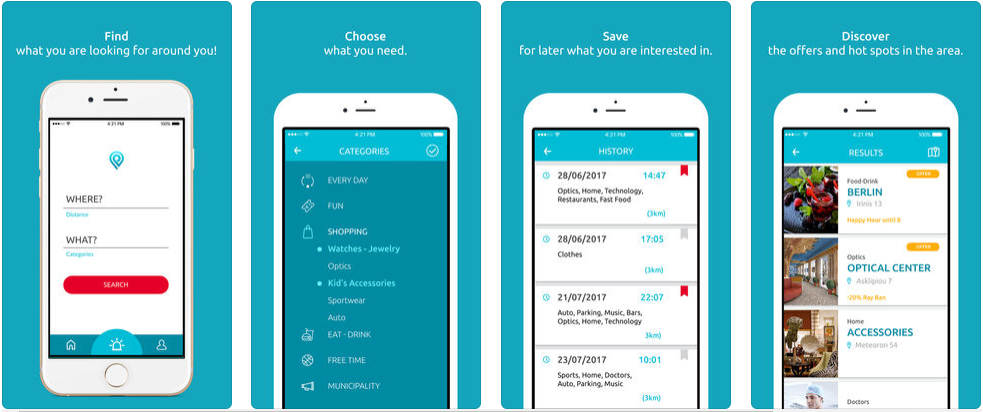 Find
what you are looking for around you!
4:21 PM
100%
WHERE?
Distance
WHAT?
Categories
SEARCH
Choose
what you need.
4:21 PM
100%
CATEGORIES
EVERY DAY
FUN
SHOPPING
Watches - Jewelry
Optics
Kid's Accessories
Sportwear
Auto
EAT - DRINK
FREE TIME
MUNICIPALITY
Save
for later what you are interested in.
4:21 PM
100%
HISTORY
28/06/2017 14:47
Optics, Home, Technology,
Restaurants, Fast Food
(3km)
28/06/2017 17:05
Clothes
(3km)
21/07/2017 22:07
Auto, Parking, Music, Bars,
Optics, Home, Technology
3km)
23/07/2017 10:01
Sports, Home, Doctors,
Auto, Parking, Music
(3km)
Discover
the offers and hot spots in the area.
4:21 PM
100%
RESULTS
OFFER
Food-Drink
BERLIN
Irinis 13
Happy Hour until 8
OFFER
Optics
OPTICAL CENTER
Asklipiou 7
-20% Ray Ban
Home
ACCESSORIES
Meteoron 54
Doctors